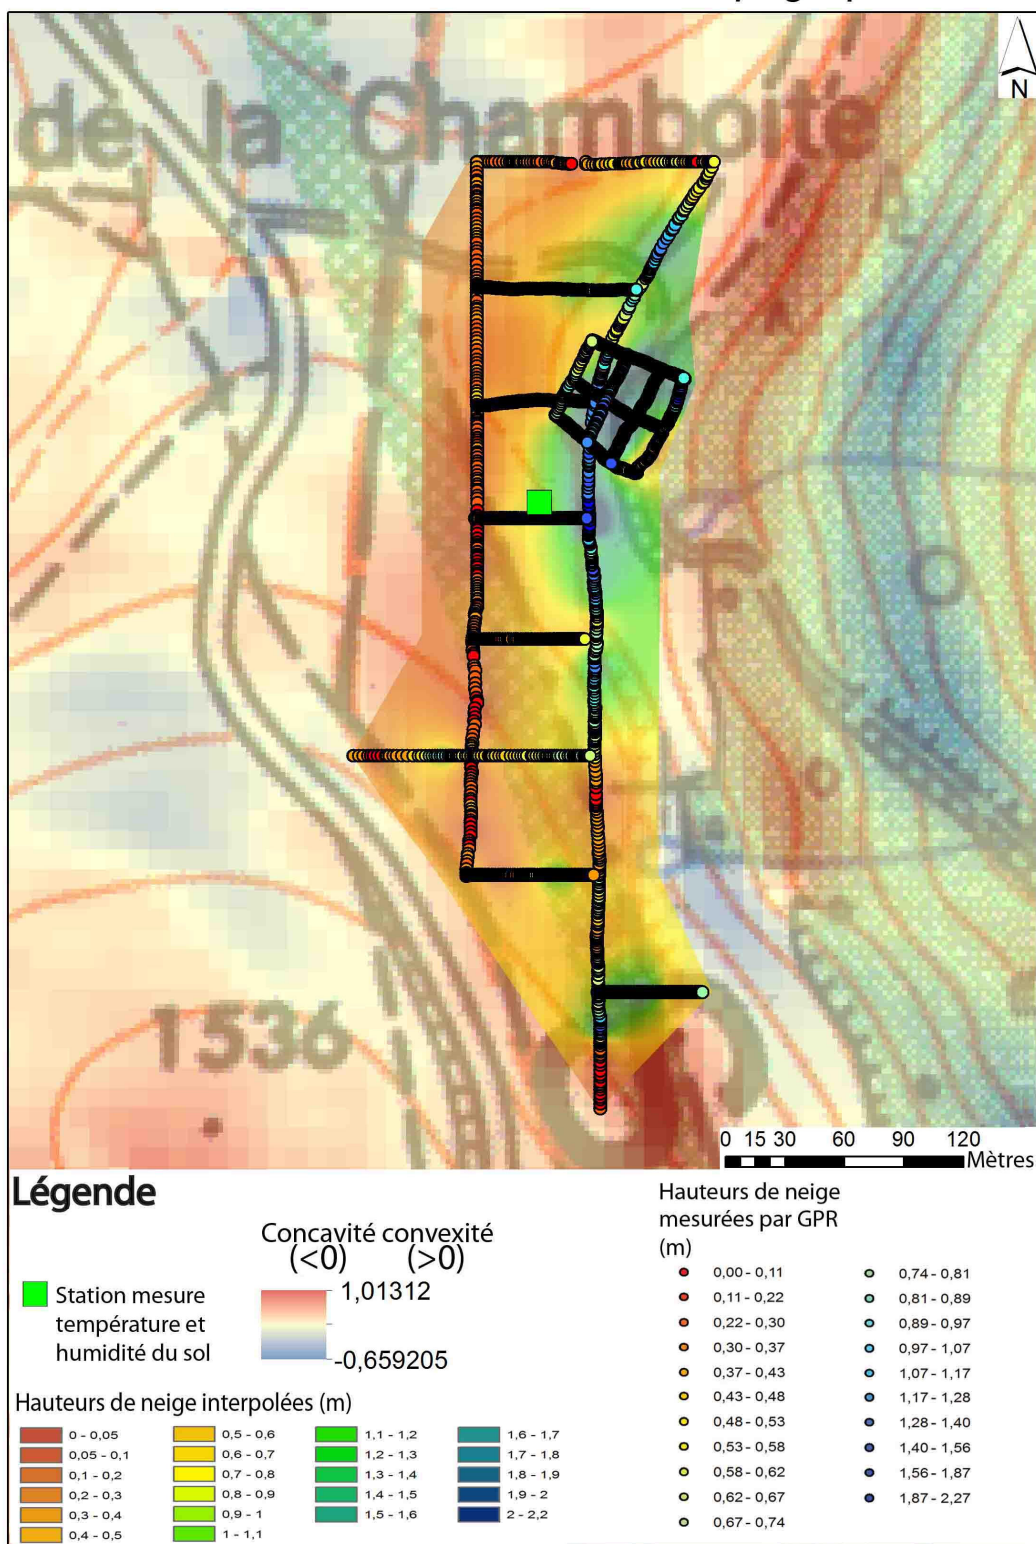 N
de la Chamboite
1536
0 15 30 60 90 120
Mètres
Légende
Station mesure
température et
humidité du sol
Concavité convexité
(<0) (>0)
1,01312
-0,659205
Hauteurs de neige interpolées (m)
0 - 0,05
0,05 - 0,1
0,1 - 0,2
0,2 - 0,3
0,3 - 0,4
0,4 - 0,5
0,5 - 0,6
0,6 - 0,7
0,7 - 0,8
0,8 - 0,9
0,9 - 1
1 - 1,1
1,1 - 1,2
1,2 - 1,3
1,3 - 1,4
1,4 - 1,5
1,5 - 1,6
1,6 - 1,7
1,7 - 1,8
1,8 - 1,9
1,9 - 2
2 - 2,2
Hauteurs de neige
mesurées par GPR
(m)
0,00 - 0,11
0,11 - 0,22
0,22 - 0,30
0,30 - 0,37
0,37 - 0,43
0,43 - 0,48
0,48 - 0,53
0,53 - 0,58
0,58 - 0,62
0,62 - 0,67
0,67 - 0,74
0,74 - 0,81
0,81 - 0,89
0,89 - 0,97
0,97 - 1,07
1,07 - 1,17
1,17 - 1,28
1,28 - 1,40
1,40 - 1,56
1,56 - 1,87
1,87 - 2,27